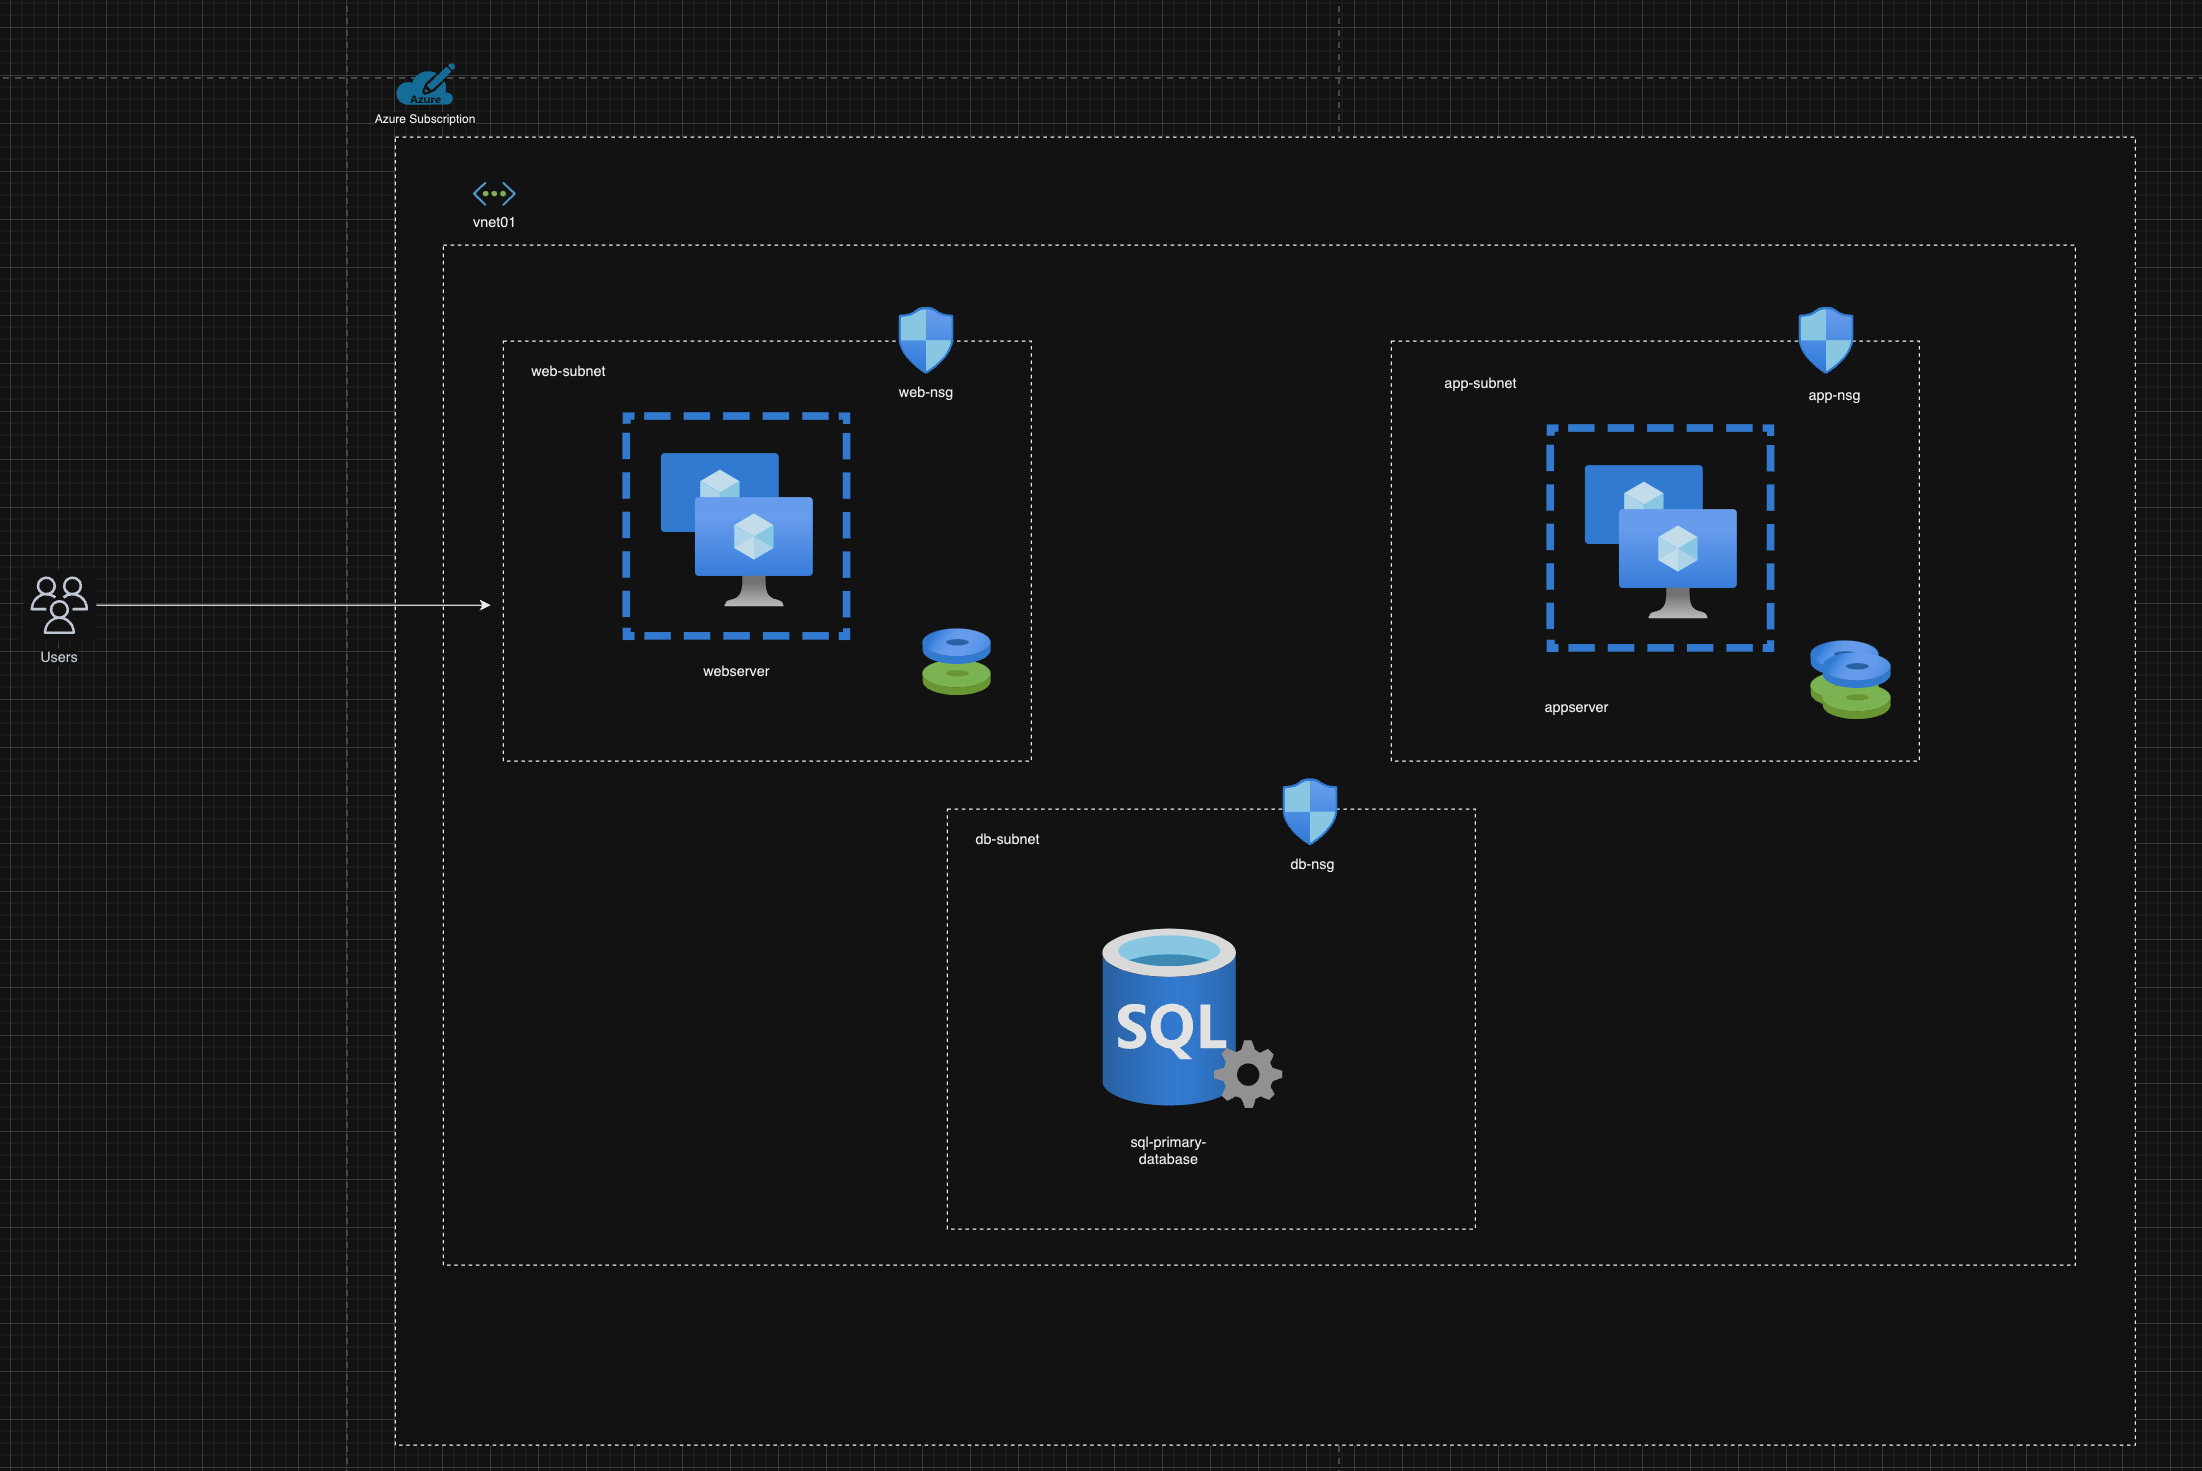 Azure
Azure Subscription
vnet01
web-subnet
web-nsg
app-subnet
app-nsg
Users
webserver
appserver
db-subnet
db-nsg
SQL
sql-primary-
database